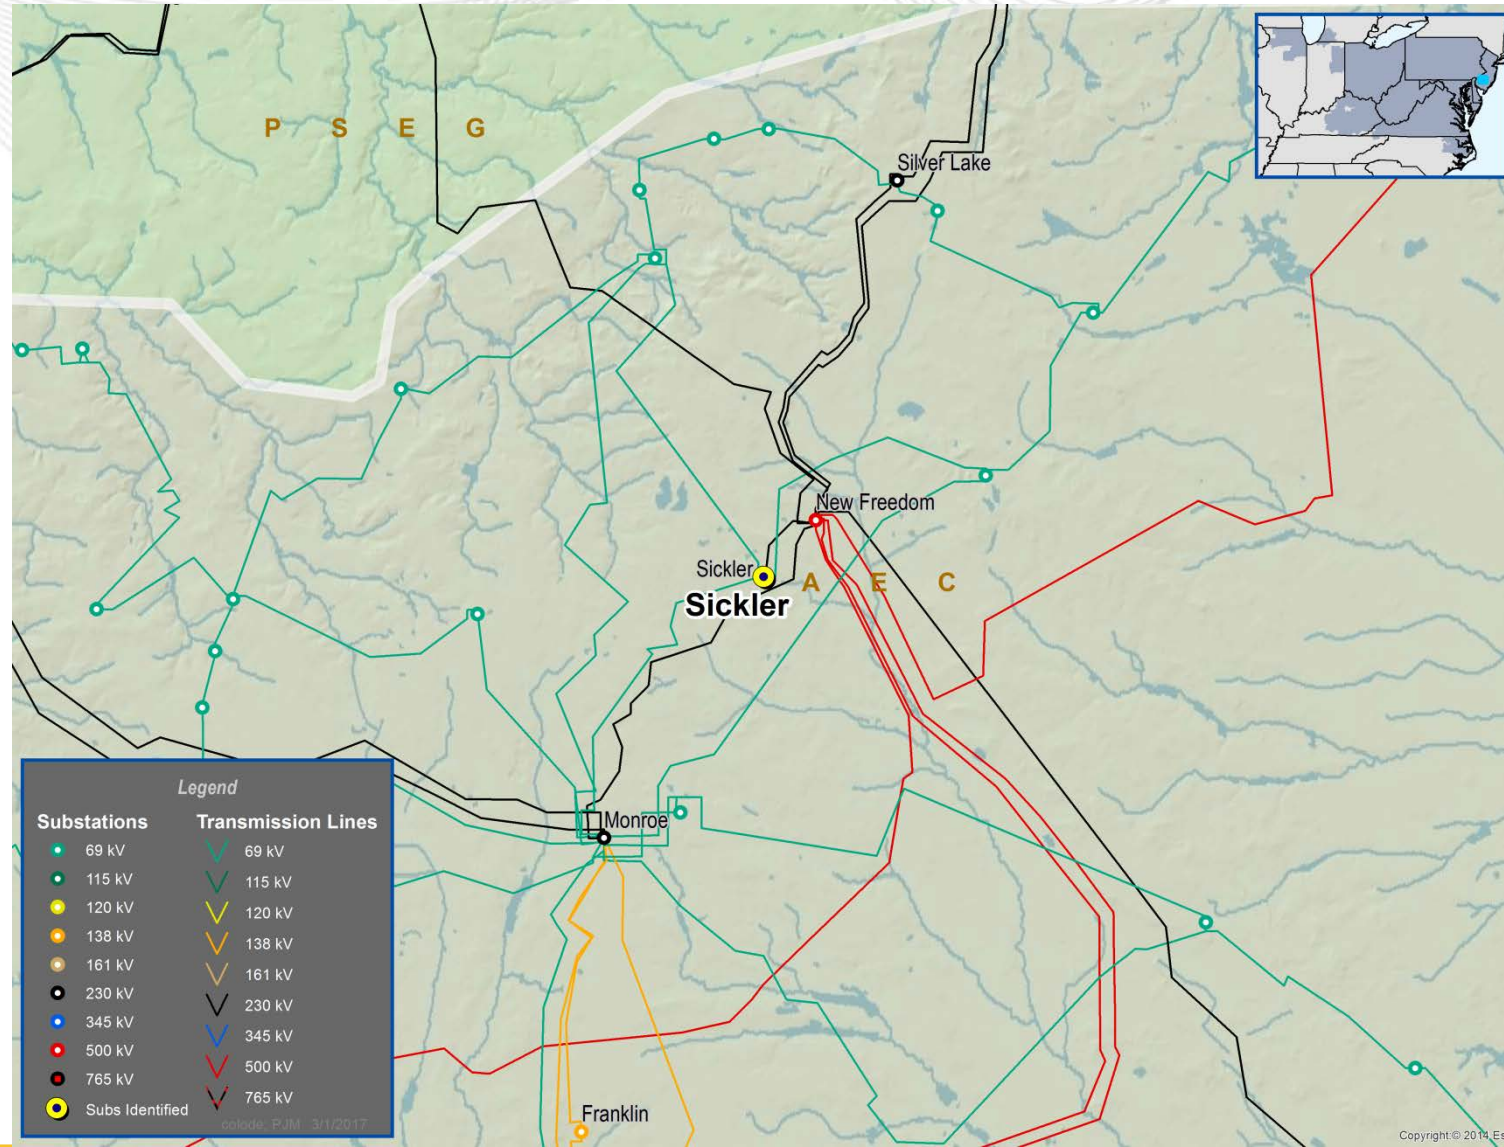 P S E G
Silver Lake
New Freedom
Sickler
Sickler
A E C
Monroe
Franklin
Legend
Substations
69 kV
115 kV
120 kV
138 kV
161 kV
230 kV
345 kV
500 kV
765 kV
Subs Identified
Transmission Lines
69 kV
115 kV
120 kV
138 kV
161 kV
230 kV
345 kV
500 kV
765 kV
colode; PJM 3/1/2017
Copyright:© 2014 Es